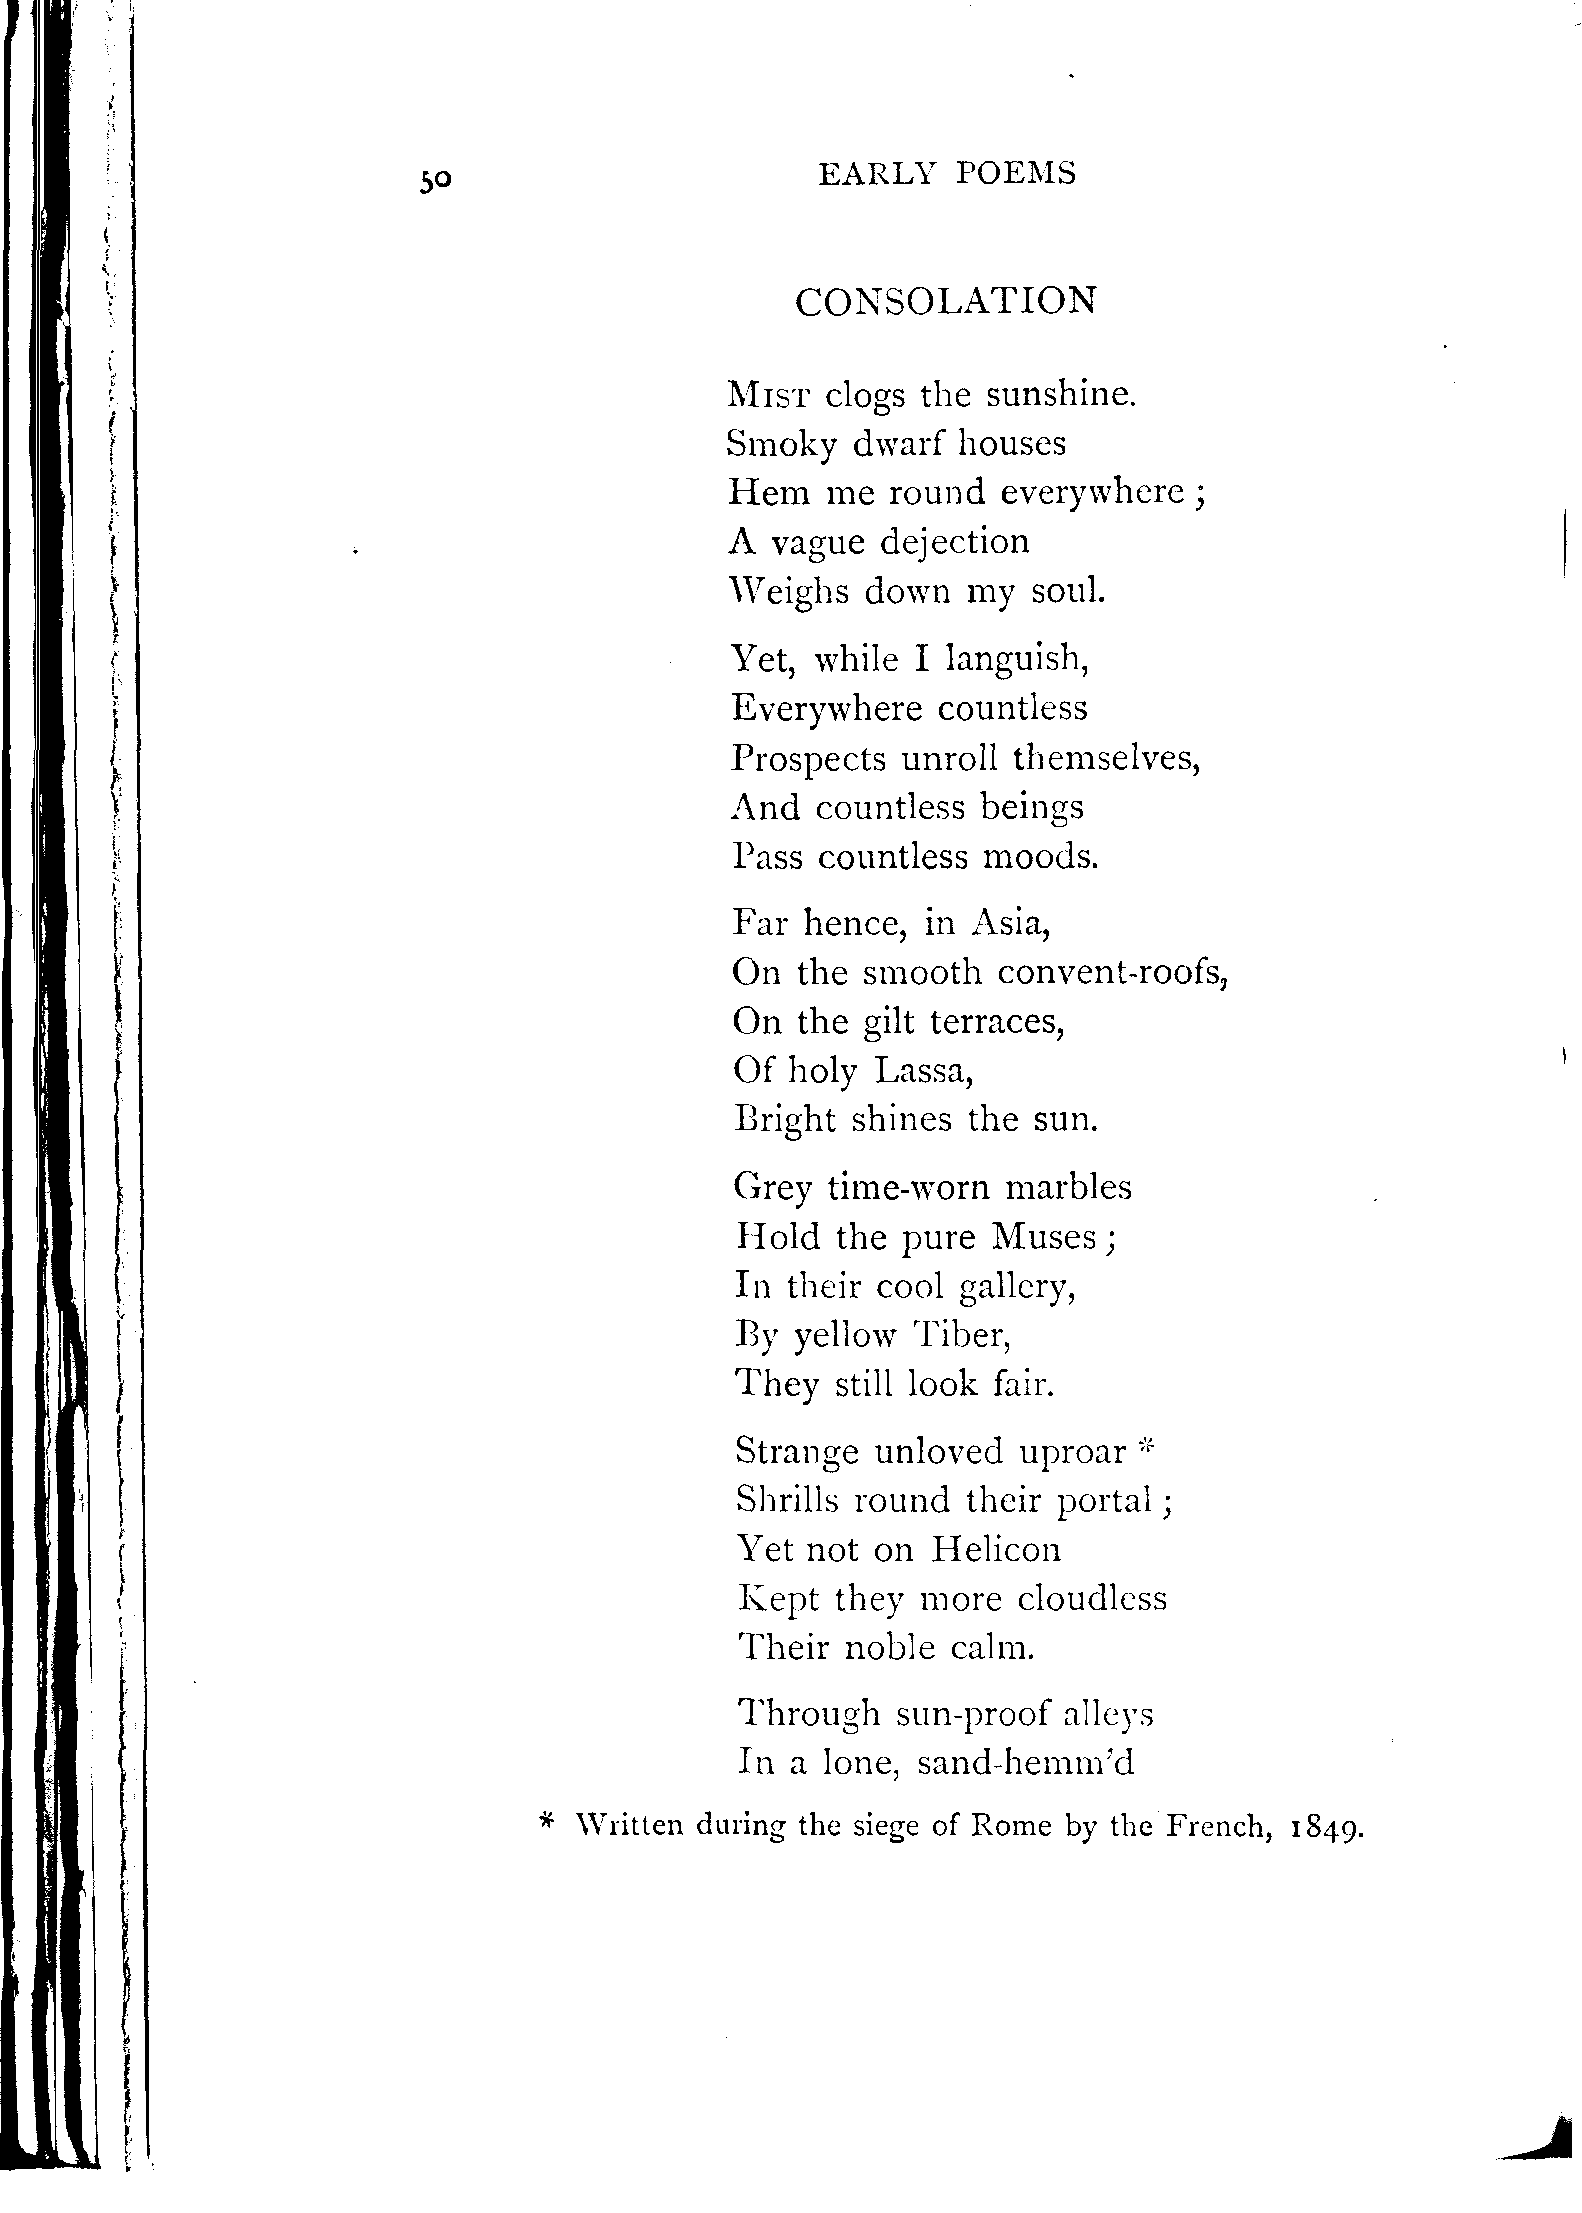 50 EARLY POEMS
CONSOLATION
MIST clogs the sunshine.
Smoky dwarf houses
Hem me round everywhere ;
A vague dejection
Weighs down my soul.
Yet, while I languish,
Everywhere countless
Prospects unroll themselves,
And countless beings
Pass countless moods.
Far hence, in Asia,
On the smooth convent-roofs,
On the gilt terraces,
Of holy Lassa,
Bright shines the sun.
Grey time-worn marbles
Hold the pure Muses ;
In their cool gallery,
By yellow Tiber,
They still look fair.
Strange unloved uproar *
Shrills round their portal ;
Yet not on Helicon
Kept they more cloudless
Their noble calm.
Through sun-proof alleys
In a lone, sand-hemm'd
* Written during the siege of Rome by the French, 1849.